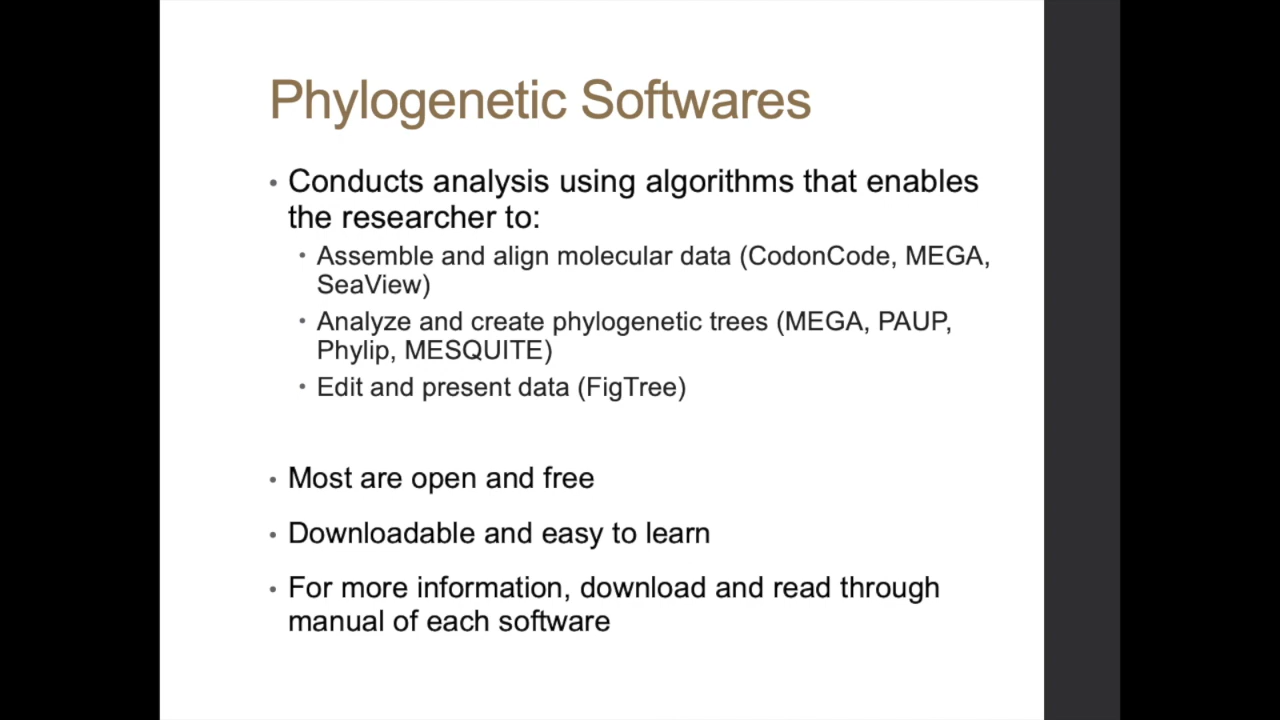 Phylogenetic Softwares
• Conducts analysis using algorithms that enables
the researcher to:
• Assemble and align molecular data (CodonCode, MEGA,
SeaView)
• Analyze and create phylogenetic trees (MEGA, PAUP,
Phylip, MESQUITE)
• Edit and present data (FigTree)
• Most are open and free
• Downloadable and easy to learn
• For more information, download and read through
manual of each software